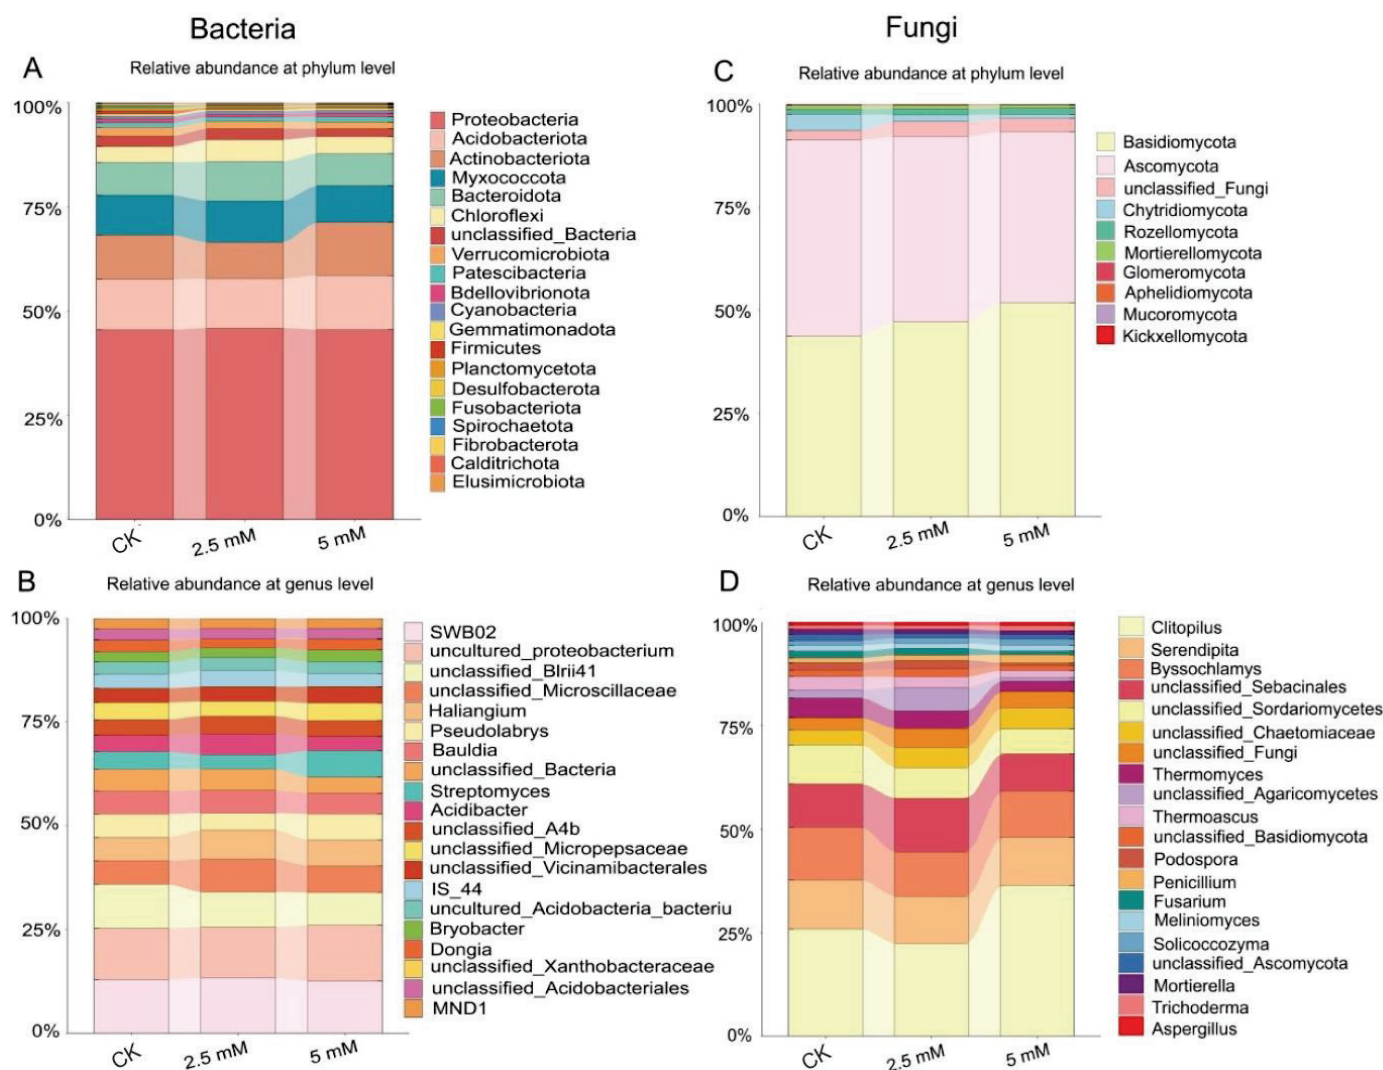 Bacteria
Fungi
A
Relative abundance at phylum level
100%
75%
50%
25%
0%
CK
2.5 mM
5 mM
Proteobacteria
Acidobacteriota
Actinobacteriota
Myxococcota
Bacteroidota
Chloroflexi
unclassified_Bacteria
Verrucomicrobiota
Patescibacteria
Bdellovibrionota
Cyanobacteria
Gemmatimonadota
Firmicutes
Planctomycetota
Desulfobacterota
Fusobacteriota
Spirochaetota
Fibrobacterota
Calditrichota
Elusimicrobiota
C
Relative abundance at phylum level
100%
75%
50%
25%
0%
CK
2.5 mM
5 mM
Basidiomycota
Ascomycota
unclassified_Fungi
Chytridiomycota
Rozellomycota
Mortierellomycota
Glomeromycota
Aphelidiomycota
Mucoromycota
Kickxellomycota
B
Relative abundance at genus level
100%
75%
50%
25%
0%
CK
2.5 mM
5 mM
SWB02
uncultured_proteobacterium
unclassified_Blrii41
unclassified_Microscillaceae
Haliangium
Pseudolabrys
Bauldia
unclassified_Bacteria
Streptomyces
Acidibacter
unclassified_A4b
unclassified_Micropepsaceae
unclassified_Vicinamibacterales
IS_44
uncultured_Acidobacteria_bacteriu
Bryobacter
Dongia
unclassified_Xanthobacteraceae
unclassified_Acidobacteriales
MND1
D
Relative abundance at genus level
100%
75%
50%
25%
0%
CK
2.5 mM
5 mM
Clitopilus
Serendipita
Byssochlamys
unclassified_Sebacinales
unclassified_Sordariomycetes
unclassified_Chaetomiaceae
unclassified_Fungi
Thermomyces
unclassified_Agaricomycetes
Thermoascus
unclassified_Basidiomycota
Podospora
Penicillium
Fusarium
Meliniomyces
Solicoccozyma
unclassified_Ascomycota
Mortierella
Trichoderma
Aspergillus